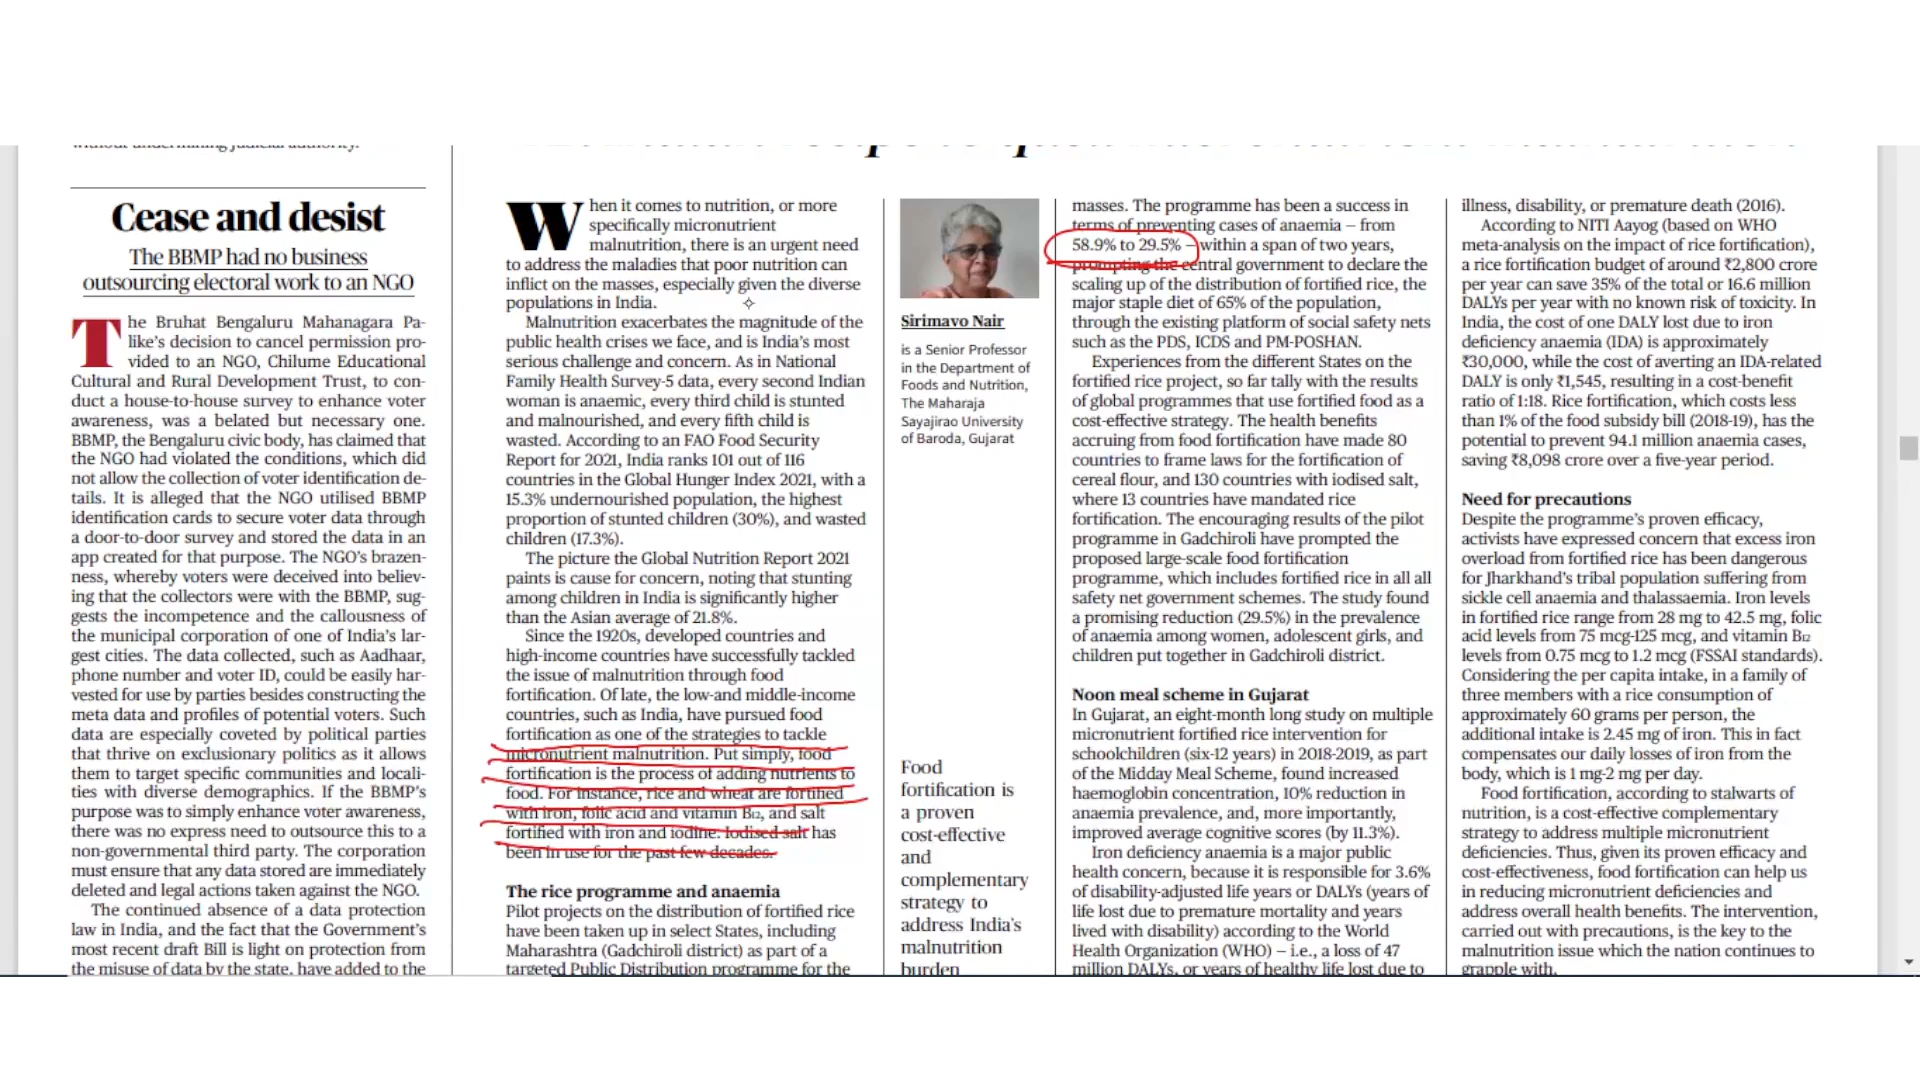 without undermining judicial authority.
Cease and desist
The BBMP had no business
outsourcing electoral work to an NGO
The Bruhat Bengaluru Mahanagara Pa-
like’s decision to cancel permission pro-
vided to an NGO, Chilume Educational
Cultural and Rural Development Trust, to con-
duct a house-to-house survey to enhance voter
awareness, was a belated but necessary one.
BBMP, the Bengaluru civic body, has claimed that
the NGO had violated the conditions, which did
not allow the collection of voter identification de-
tails. It is alleged that the NGO utilised BBMP
identification cards to secure voter data through
a door-to-door survey and stored the data in an
app created for that purpose. The NGO’s brazen-
ness, whereby voters were deceived into believ-
ing that the collectors were with the BBMP, sug-
gests the incompetence and the callousness of
the municipal corporation of one of India’s lar-
gest cities. The data collected, such as Aadhaar,
phone number and voter ID, could be easily har-
vested for use by parties besides constructing the
meta data and profiles of potential voters. Such
data are especially coveted by political parties
that thrive on exclusionary politics as it allows
them to target specific communities and locali-
ties with diverse demographics. If the BBMP’s
purpose was to simply enhance voter awareness,
there was no express need to outsource this to a
non-governmental third party. The corporation
must ensure that any data stored are immediately
deleted and legal actions taken against the NGO.
The continued absence of a data protection
law in India, and the fact that the Government’s
most recent draft Bill is light on protection from
the misuse of data by the state, have added to the
When it comes to nutrition, or more
specifically micronutrient
malnutrition, there is an urgent need
to address the maladies that poor nutrition can
inflict on the masses, especially given the diverse
populations in India.
Malnutrition exacerbates the magnitude of the
public health crises we face, and is India’s most
serious challenge and concern. As in National
Family Health Survey-5 data, every second Indian
woman is anaemic, every third child is stunted
and malnourished, and every fifth child is
wasted. According to an FAO Food Security
Report for 2021, India ranks 101 out of 116
countries in the Global Hunger Index 2021, with a
15.3% undernourished population, the highest
proportion of stunted children (30%), and wasted
children (17.3%).
The picture the Global Nutrition Report 2021
paints is cause for concern, noting that stunting
among children in India is significantly higher
than the Asian average of 21.8%.
Since the 1920s, developed countries and
high-income countries have successfully tackled
the issue of malnutrition through food
fortification. Of late, the low-and middle-income
countries, such as India, have pursued food
fortification as one of the strategies to tackle
micronutrient malnutrition. Put simply, food
fortification is the process of adding nutrients to
food. For instance, rice and wheat are fortified
with iron, folic acid and vitamin B12, and salt
fortified with iron and iodine. Iodised salt has
been in use for the past few decades.
The rice programme and anaemia
Pilot projects on the distribution of fortified rice
have been taken up in select States, including
Maharashtra (Gadchiroli district) as part of a
targeted Public Distribution programme for the
Sirimavo Nair
is a Senior Professor
in the Department of
Foods and Nutrition,
The Maharaja
Sayajirao University
of Baroda, Gujarat
Food
fortification is
a proven
cost-effective
and
complementary
strategy to
address India’s
malnutrition
burden
masses. The programme has been a success in
terms of preventing cases of anaemia – from
58.9% to 29.5% – within a span of two years,
prompting the central government to declare the
scaling up of the distribution of fortified rice, the
major staple diet of 65% of the population,
through the existing platform of social safety nets
such as the PDS, ICDS and PM-POSHAN.
Experiences from the different States on the
fortified rice project, so far tally with the results
of global programmes that use fortified food as a
cost-effective strategy. The health benefits
accruing from food fortification have made 80
countries to frame laws for the fortification of
cereal flour, and 130 countries with iodised salt,
where 13 countries have mandated rice
fortification. The encouraging results of the pilot
programme in Gadchiroli have prompted the
proposed large-scale food fortification
programme, which includes fortified rice in all all
safety net government schemes. The study found
a promising reduction (29.5%) in the prevalence
of anaemia among women, adolescent girls, and
children put together in Gadchiroli district.
Noon meal scheme in Gujarat
In Gujarat, an eight-month long study on multiple
micronutrient fortified rice intervention for
schoolchildren (six-12 years) in 2018-2019, as part
of the Midday Meal Scheme, found increased
haemoglobin concentration, 10% reduction in
anaemia prevalence, and, more importantly,
improved average cognitive scores (by 11.3%).
Iron deficiency anaemia is a major public
health concern, because it is responsible for 3.6%
of disability-adjusted life years or DALYs (years of
life lost due to premature mortality and years
lived with disability) according to the World
Health Organization (WHO) – i.e., a loss of 47
million DALYs, or years of healthy life lost due to
illness, disability, or premature death (2016).
According to NITI Aayog (based on WHO
meta-analysis on the impact of rice fortification),
a rice fortification budget of around ₹2,800 crore
per year can save 35% of the total or 16.6 million
DALYs per year with no known risk of toxicity. In
India, the cost of one DALY lost due to iron
deficiency anaemia (IDA) is approximately
₹30,000, while the cost of averting an IDA-related
DALY is only ₹1,545, resulting in a cost-benefit
ratio of 1:18. Rice fortification, which costs less
than 1% of the food subsidy bill (2018-19), has the
potential to prevent 94.1 million anaemia cases,
saving ₹8,098 crore over a five-year period.
Need for precautions
Despite the programme’s proven efficacy,
activists have expressed concern that excess iron
overload from fortified rice has been dangerous
for Jharkhand’s tribal population suffering from
sickle cell anaemia and thalassaemia. Iron levels
in fortified rice range from 28 mg to 42.5 mg, folic
acid levels from 75 mcg-125 mcg, and vitamin B12
levels from 0.75 mcg to 1.2 mcg (FSSAI standards).
Considering the per capita intake, in a family of
three members with a rice consumption of
approximately 60 grams per person, the
additional intake is 2.45 mg of iron. This in fact
compensates our daily losses of iron from the
body, which is 1 mg-2 mg per day.
Food fortification, according to stalwarts of
nutrition, is a cost-effective complementary
strategy to address multiple micronutrient
deficiencies. Thus, given its proven efficacy and
cost-effectiveness, food fortification can help us
in reducing micronutrient deficiencies and
address overall health benefits. The intervention,
carried out with precautions, is the key to the
malnutrition issue which the nation continues to
grapple with.